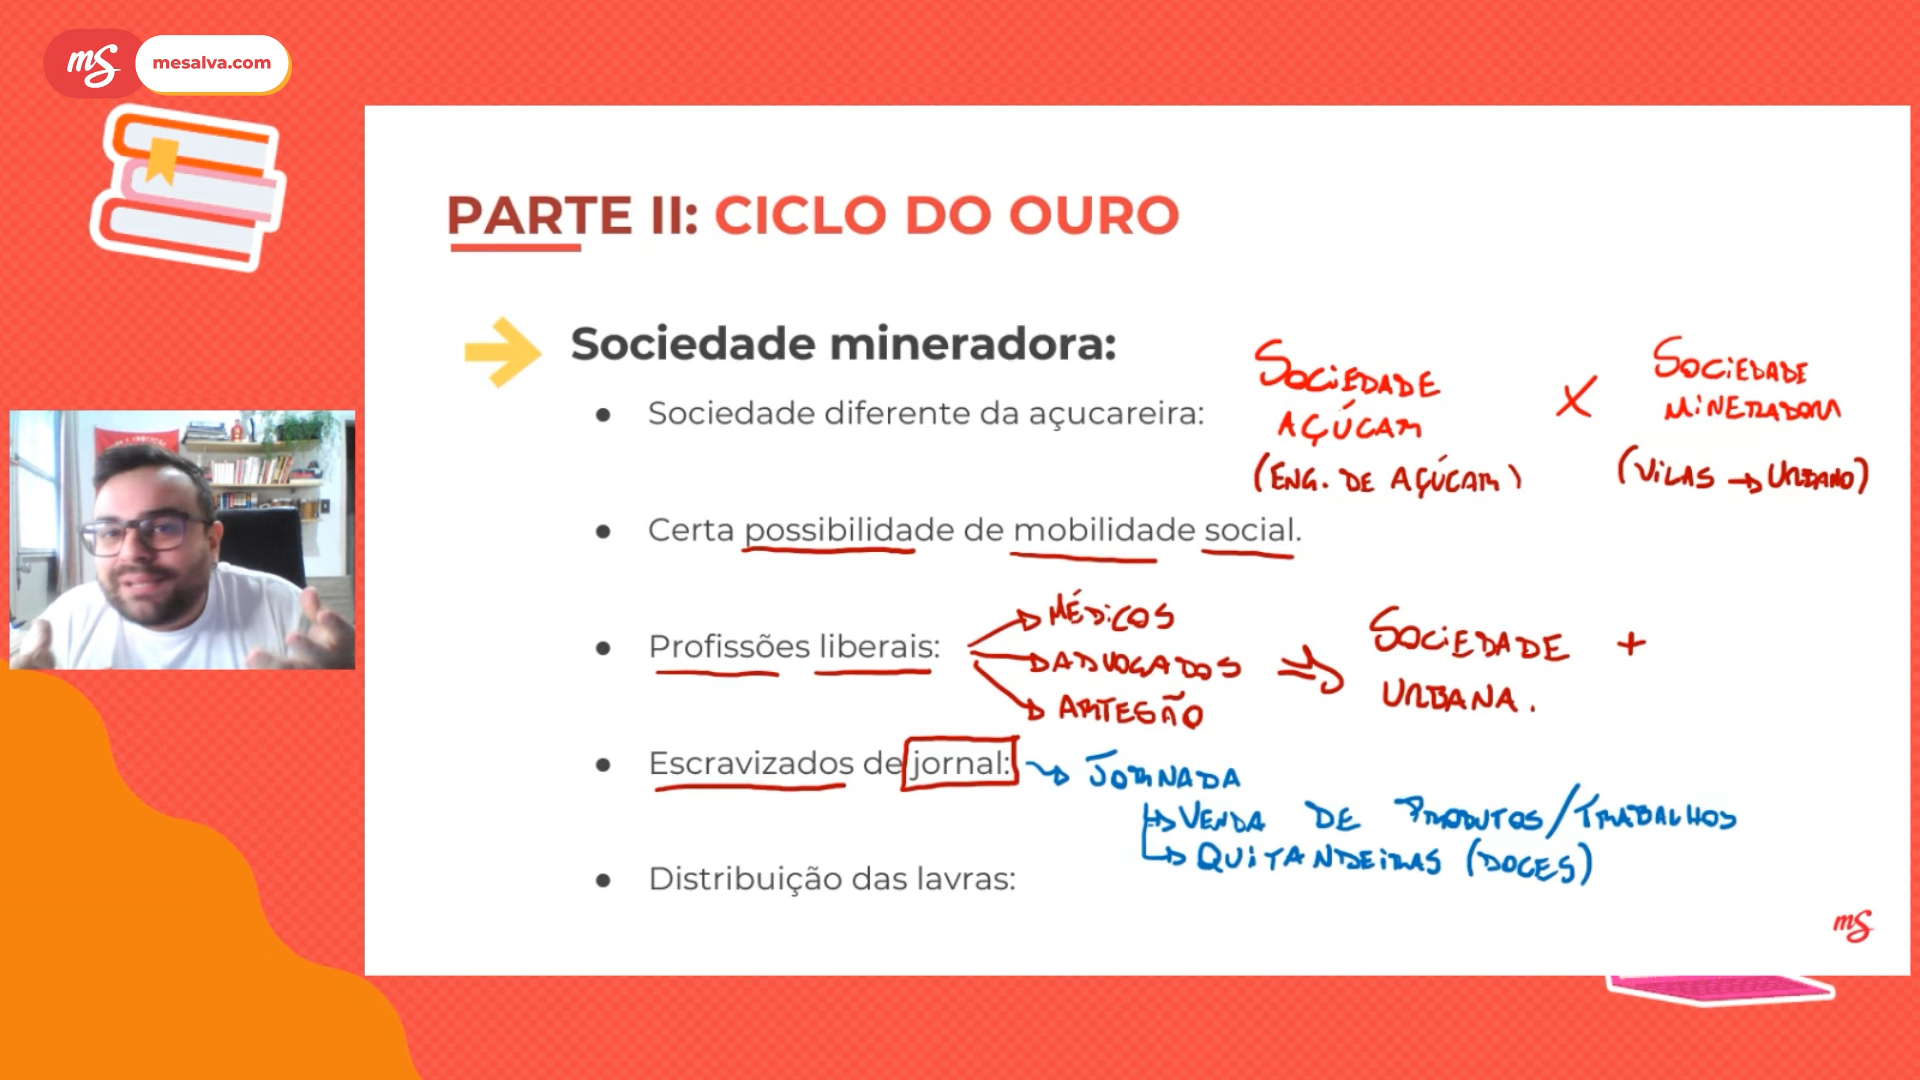 mS mesalva.com
PARTE II: CICLO DO OURO
Sociedade mineradora:
• Sociedade diferente da açucareira:
SOCIEDADE AÇÚCAR (ENG. DE AÇÚCAR)
X
SOCIEDADE MINERADORA (VILAS → URBANO)
• Certa possibilidade de mobilidade social.
• Profissões liberais:
MÉDICOS
ADVOGADOS
ARTESÃO
SOCIEDADE +
URBANA.
• Escravizados de jornal:
JORNADA
VENDA DE PRODUTOS/TRABALHOS
QUITANDEIRAS (DOCES)
• Distribuição das lavras:
mS